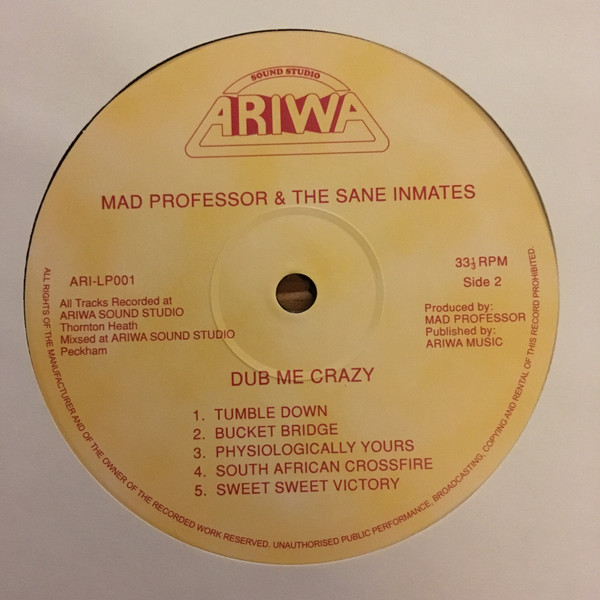 SOUND STUDIO
ARIWA
MAD PROFESSOR & THE SANE INMATES
ARI-LP001
All Tracks Recorded at
ARIWA SOUND STUDIO
Thornton Heath
Mixsed at ARIWA SOUND STUDIO
Peckham
33⅓ RPM
Side 2
Produced by:
MAD PROFESSOR
Published by:
ARIWA MUSIC
DUB ME CRAZY
1. TUMBLE DOWN
2. BUCKET BRIDGE
3. PHYSIOLOGICALLY YOURS
4. SOUTH AFRICAN CROSSFIRE
5. SWEET SWEET VICTORY
ALL RIGHTS OF THE MANUFACTURER AND OF THE OWNER OF THE RECORDED WORK RESERVED. UNAUTHORISED PUBLIC PERFORMANCE, BROADCASTING, COPYING AND RENTAL OF THIS RECORD PROHIBITED.